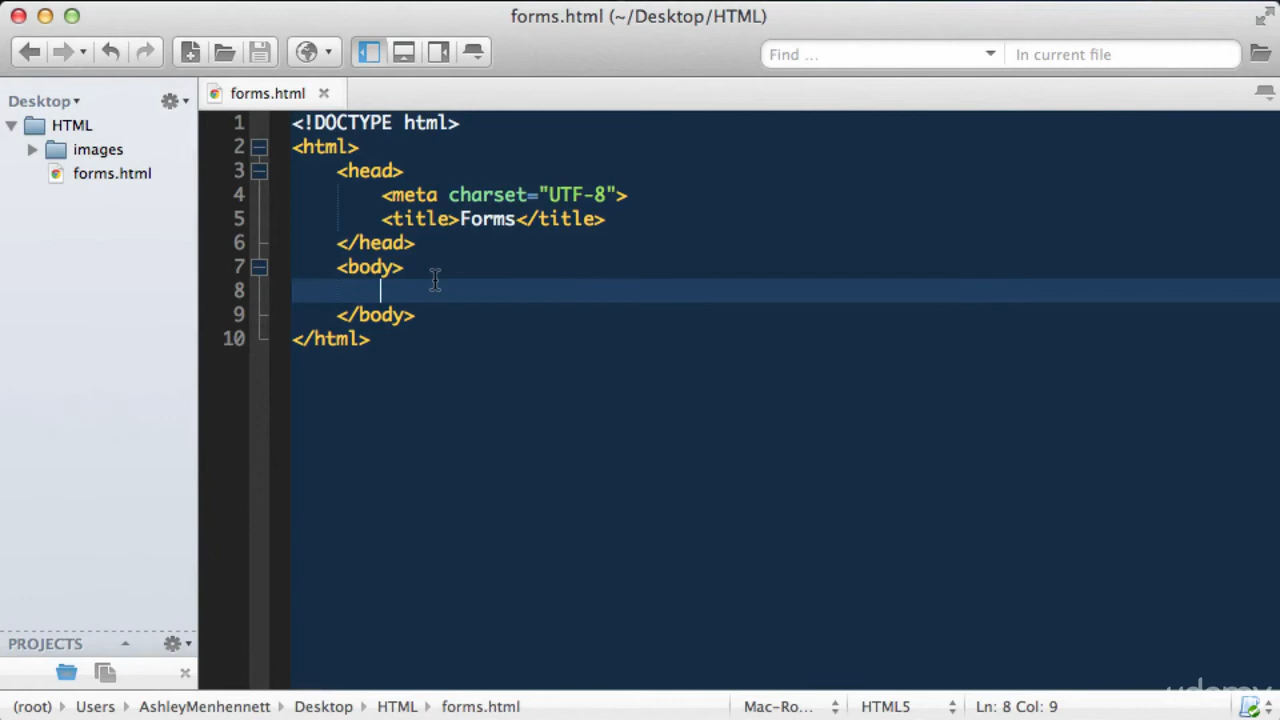 forms.html (~/Desktop/HTML)
Find ...
In current file
Desktop
forms.html
HTML
images
forms.html
1 <!DOCTYPE html>
2 <html>
3 <head>
4 <meta charset="UTF-8">
5 <title>Forms</title>
6 </head>
7 <body>
8
9 </body>
10 </html>
PROJECTS
(root) Users AshleyMenhennett Desktop HTML forms.html
Mac-Ro... HTML5 Ln: 8 Col: 9